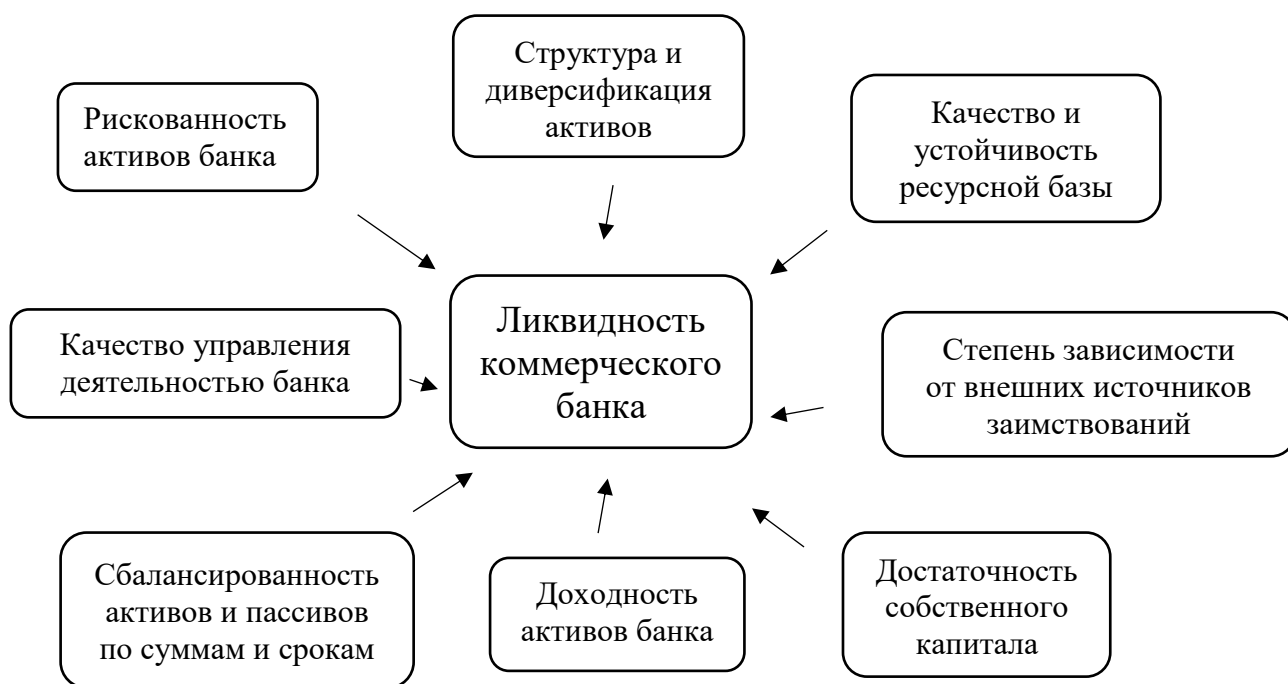 Структура и
диверсификация
активов
Рискованность
активов банка
Качество и
устойчивость
ресурсной базы
Ликвидность
коммерческого
банка
Качество управления
деятельностью банка
Степень зависимости
от внешних источников
заимствований
Сбалансированность
активов и пассивов
по суммам и срокам
Доходность
активов банка
Достаточность
собственного
капитала